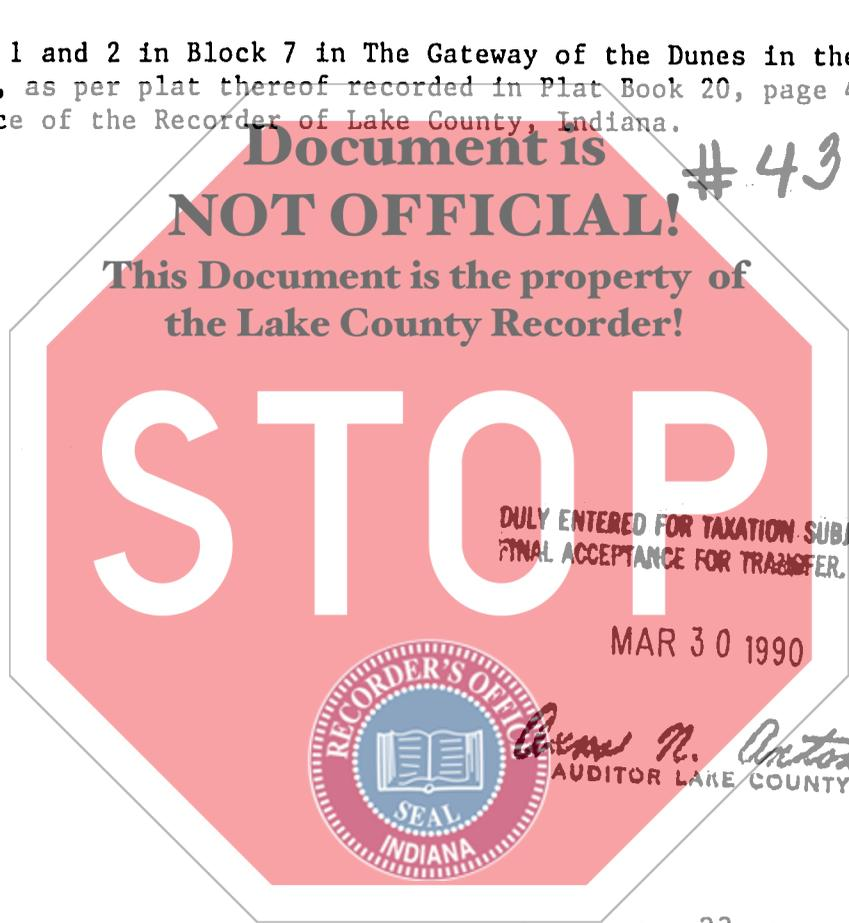 1 and 2 in Block 7 in The Gateway of the Dunes in the
, as per plat thereof recorded in Plat Book 20, page 4
ce of the Recorder of Lake County, Indiana.
Document is
# 43
NOT OFFICIAL!
This Document is the property of
the Lake County Recorder!
STOP
DULY ENTERED FOR TAXATION SUBJ
FINAL ACCEPTANCE FOR TRANSFER.
MAR 30 1990
RECORDER'S OFFICE
N.
AUDITOR LAKE COUNTY
SEAL
INDIANA